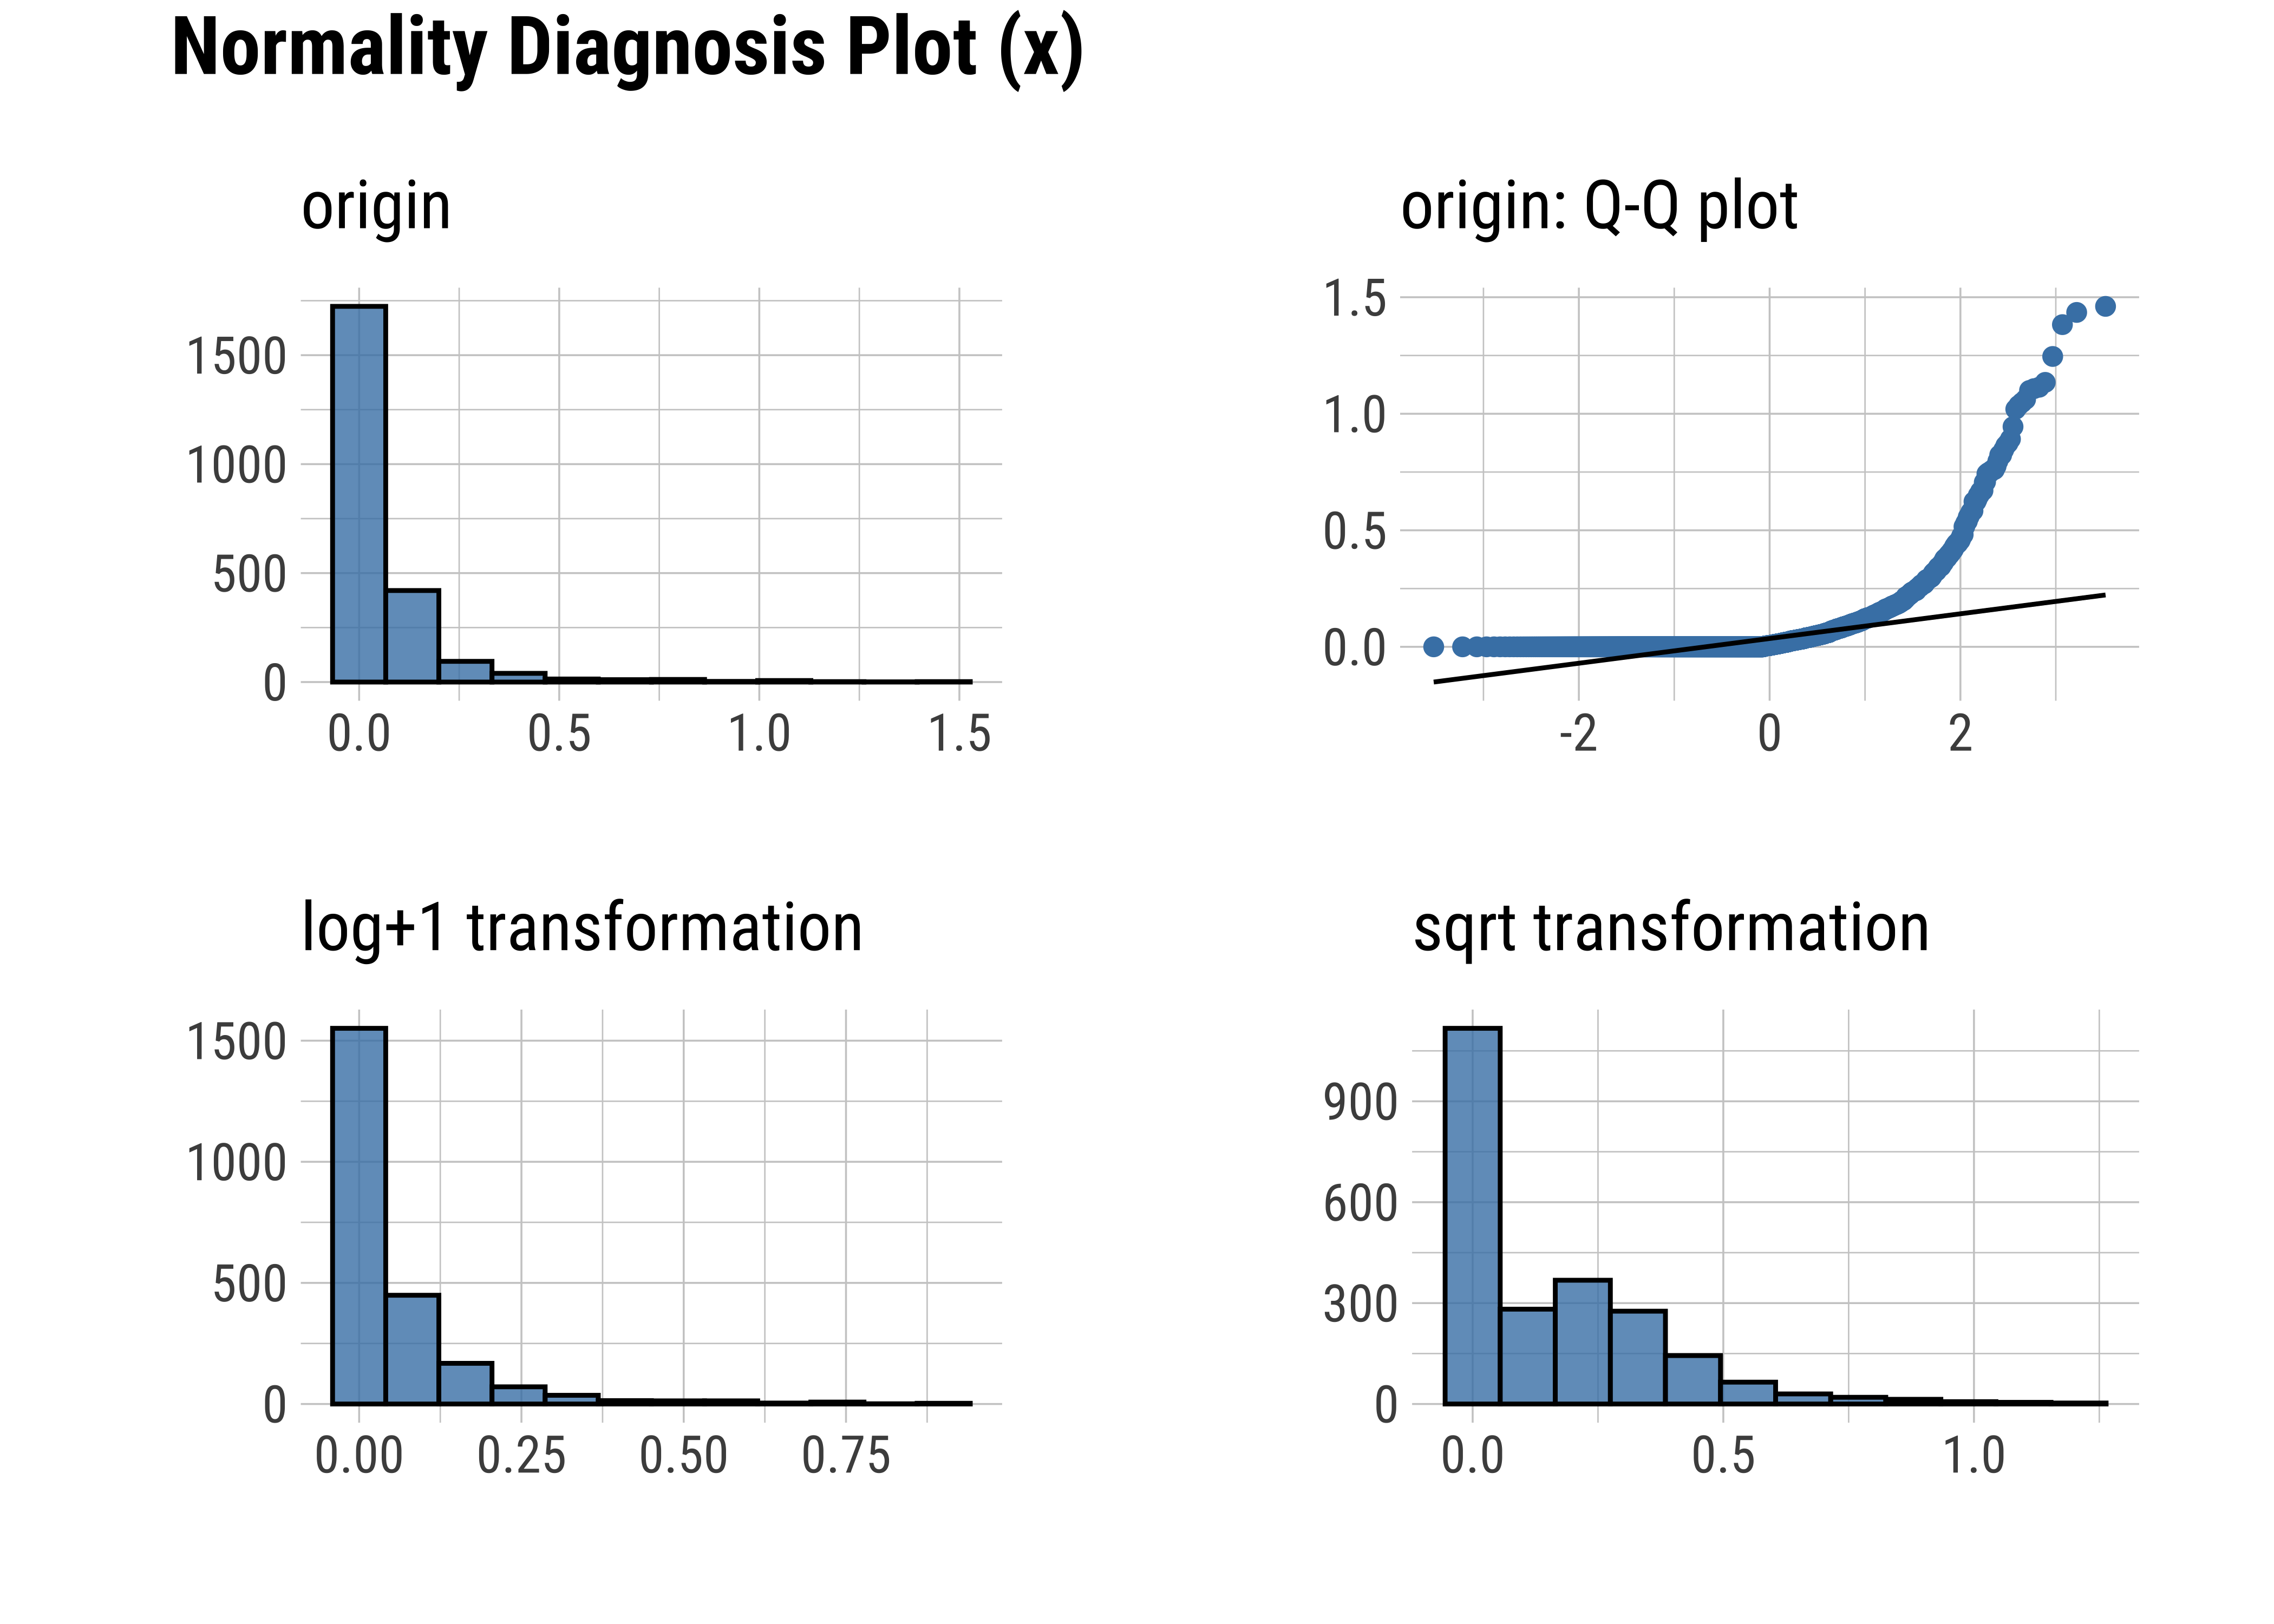 Normality Diagnosis Plot (x)
origin
1500
1000
500
0
0.0 0.5 1.0 1.5
origin: Q-Q plot
1.5
1.0
0.5
0.0
-2 0 2
log+1 transformation
1500
1000
500
0
0.00 0.25 0.50 0.75
sqrt transformation
900
600
300
0
0.0 0.5 1.0